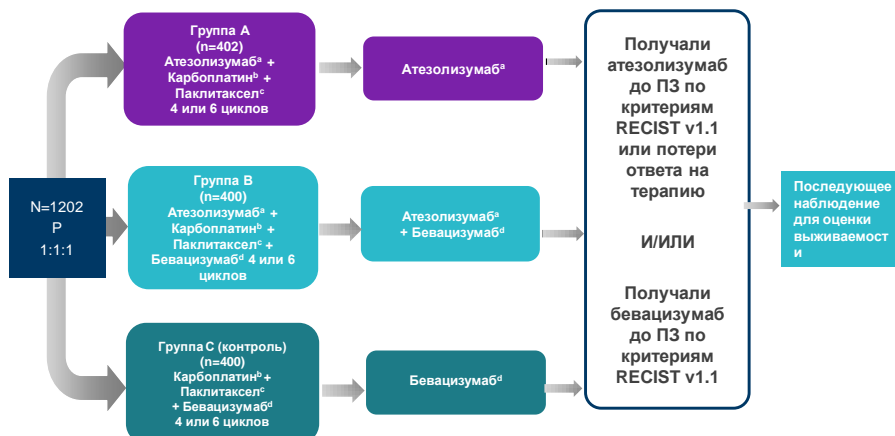 N=1202
Р
1:1:1
Группа А
(n=402)
Атезолизумабᵃ +
Карбоплатинᵇ +
Паклитакселᶜ
4 или 6 циклов
Атезолизумабᵃ
Группа В
(n=400)
Атезолизумабᵃ +
Карбоплатинᵇ +
Паклитакселᶜ +
Бевацизумабᵈ 4 или 6
циклов
Атезолизумабᵃ
+ Бевацизумабᵈ
Группа С (контроль)
(n=400)
Карбоплатинᵇ +
Паклитакселᶜ
+ Бевацизумабᵈ
4 или 6 циклов
Бевацизумабᵈ
Получали
атезолизумаб
до ПЗ по
критериям
RECIST v1.1
или потери
ответа на
терапию
И/ИЛИ
Получали
бевацизумаб
до ПЗ по
критериям
RECIST v1.1
Последующее
наблюдение
для оценки
выживаемост
и